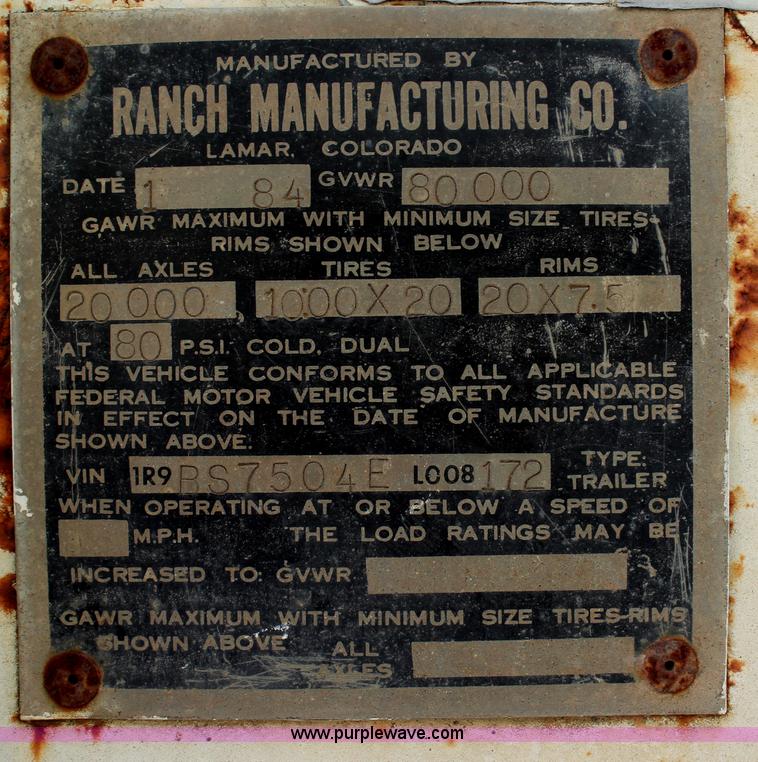 MANUFACTURED BY
RANCH MANUFACTURING CO.
LAMAR, COLORADO
DATE 1 84 GVWR 80 000
GAWR MAXIMUM WITH MINIMUM SIZE TIRES-
RIMS SHOWN BELOW
ALL AXLES TIRES RIMS
20 000, 1000 X 20 20 X 7.5
AT 80 P.S.I. COLD, DUAL
THIS VEHICLE CONFORMS TO ALL APPLICABLE
FEDERAL MOTOR VEHICLE SAFETY STANDARDS
IN EFFECT ON THE DATE OF MANUFACTURE
SHOWN ABOVE.
VIN 1R9BS7504E L008172 TYPE: TRAILER
WHEN OPERATING AT OR BELOW A SPEED OF
M.P.H. THE LOAD RATINGS MAY BE
INCREASED TO: GVWR
GAWR MAXIMUM WITH MINIMUM SIZE TIRES-RIMS
SHOWN ABOVE ALL AXLES
www.purplewave.com